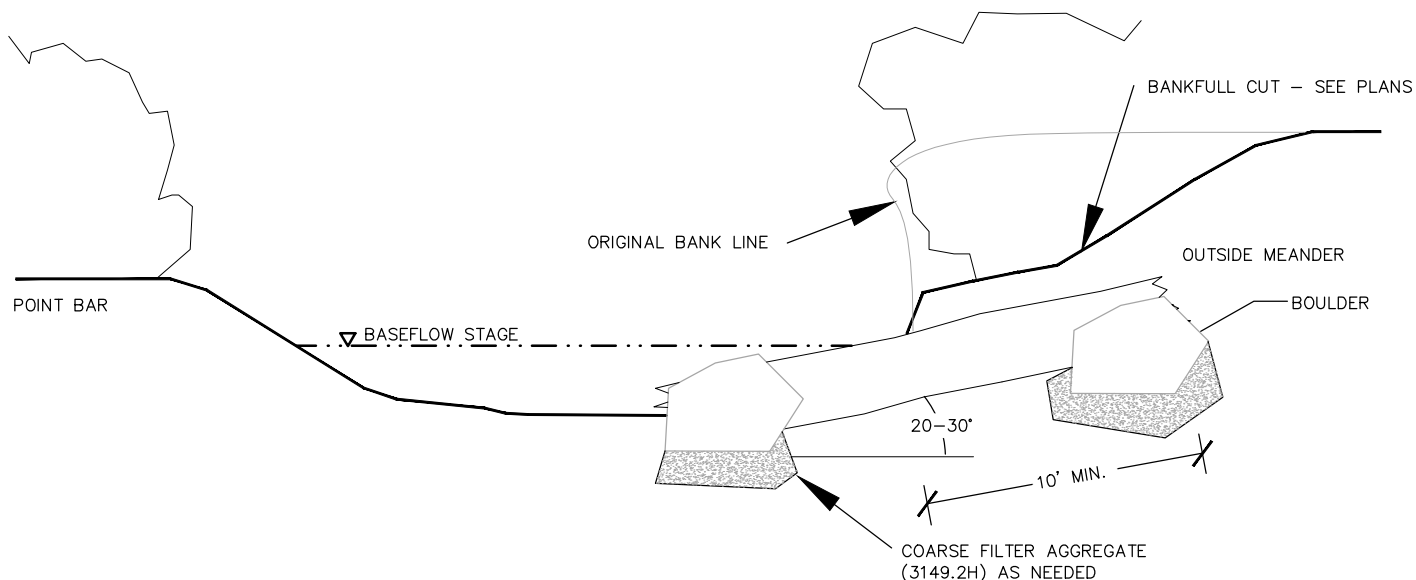 BANKFULL CUT – SEE PLANS
ORIGINAL BANK LINE
OUTSIDE MEANDER
POINT BAR
BOULDER
BASEFLOW STAGE
20–30°
10' MIN.
COARSE FILTER AGGREGATE
(3149.2H) AS NEEDED